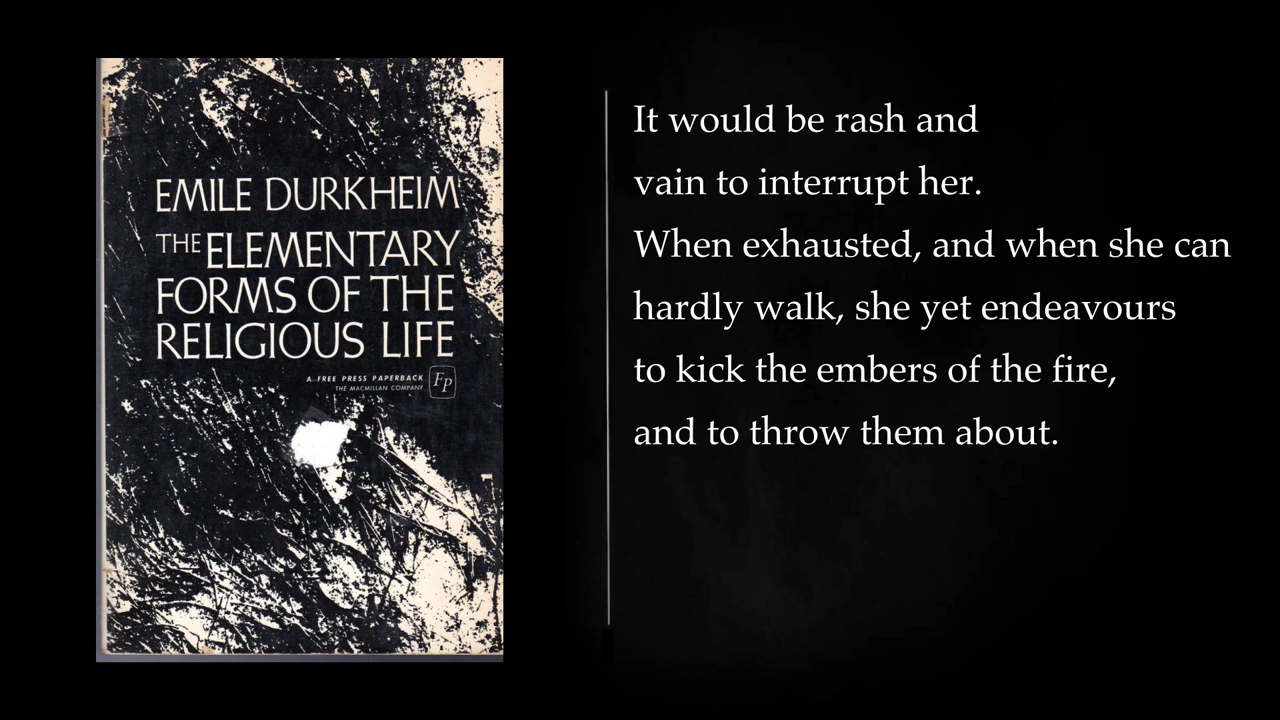 EMILE DURKHEIM
THE ELEMENTARY
FORMS OF THE
RELIGIOUS LIFE
A FREE PRESS PAPERBACK
THE MACMILLAN COMPANY
FP
It would be rash and
vain to interrupt her.
When exhausted, and when she can
hardly walk, she yet endeavours
to kick the embers of the fire,
and to throw them about.